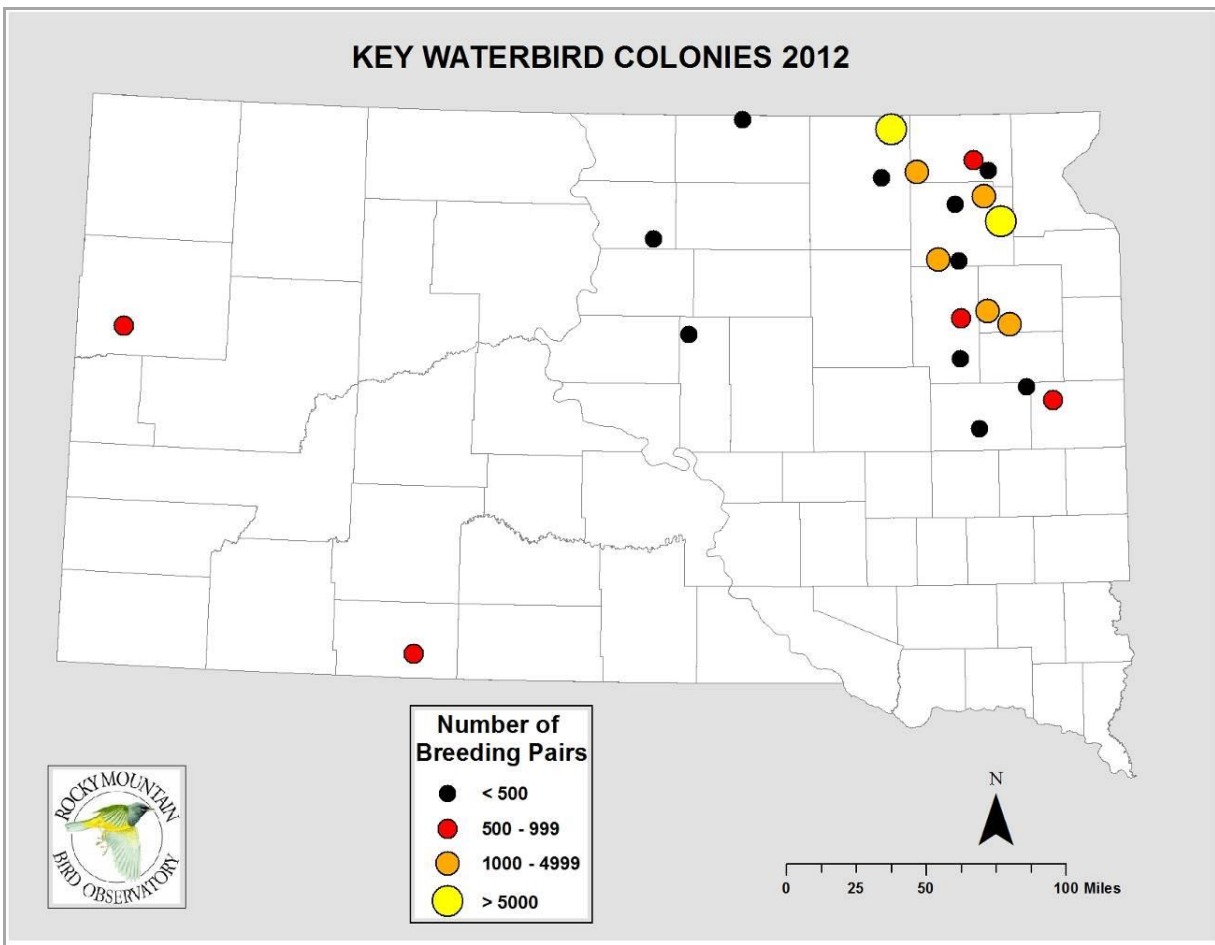 KEY WATERBIRD COLONIES 2012
Number of
Breeding Pairs
< 500
500 - 999
1000 - 4999
> 5000
ROCKY MOUNTAIN
BIRD OBSERVATORY
N
0 25 50 100 Miles